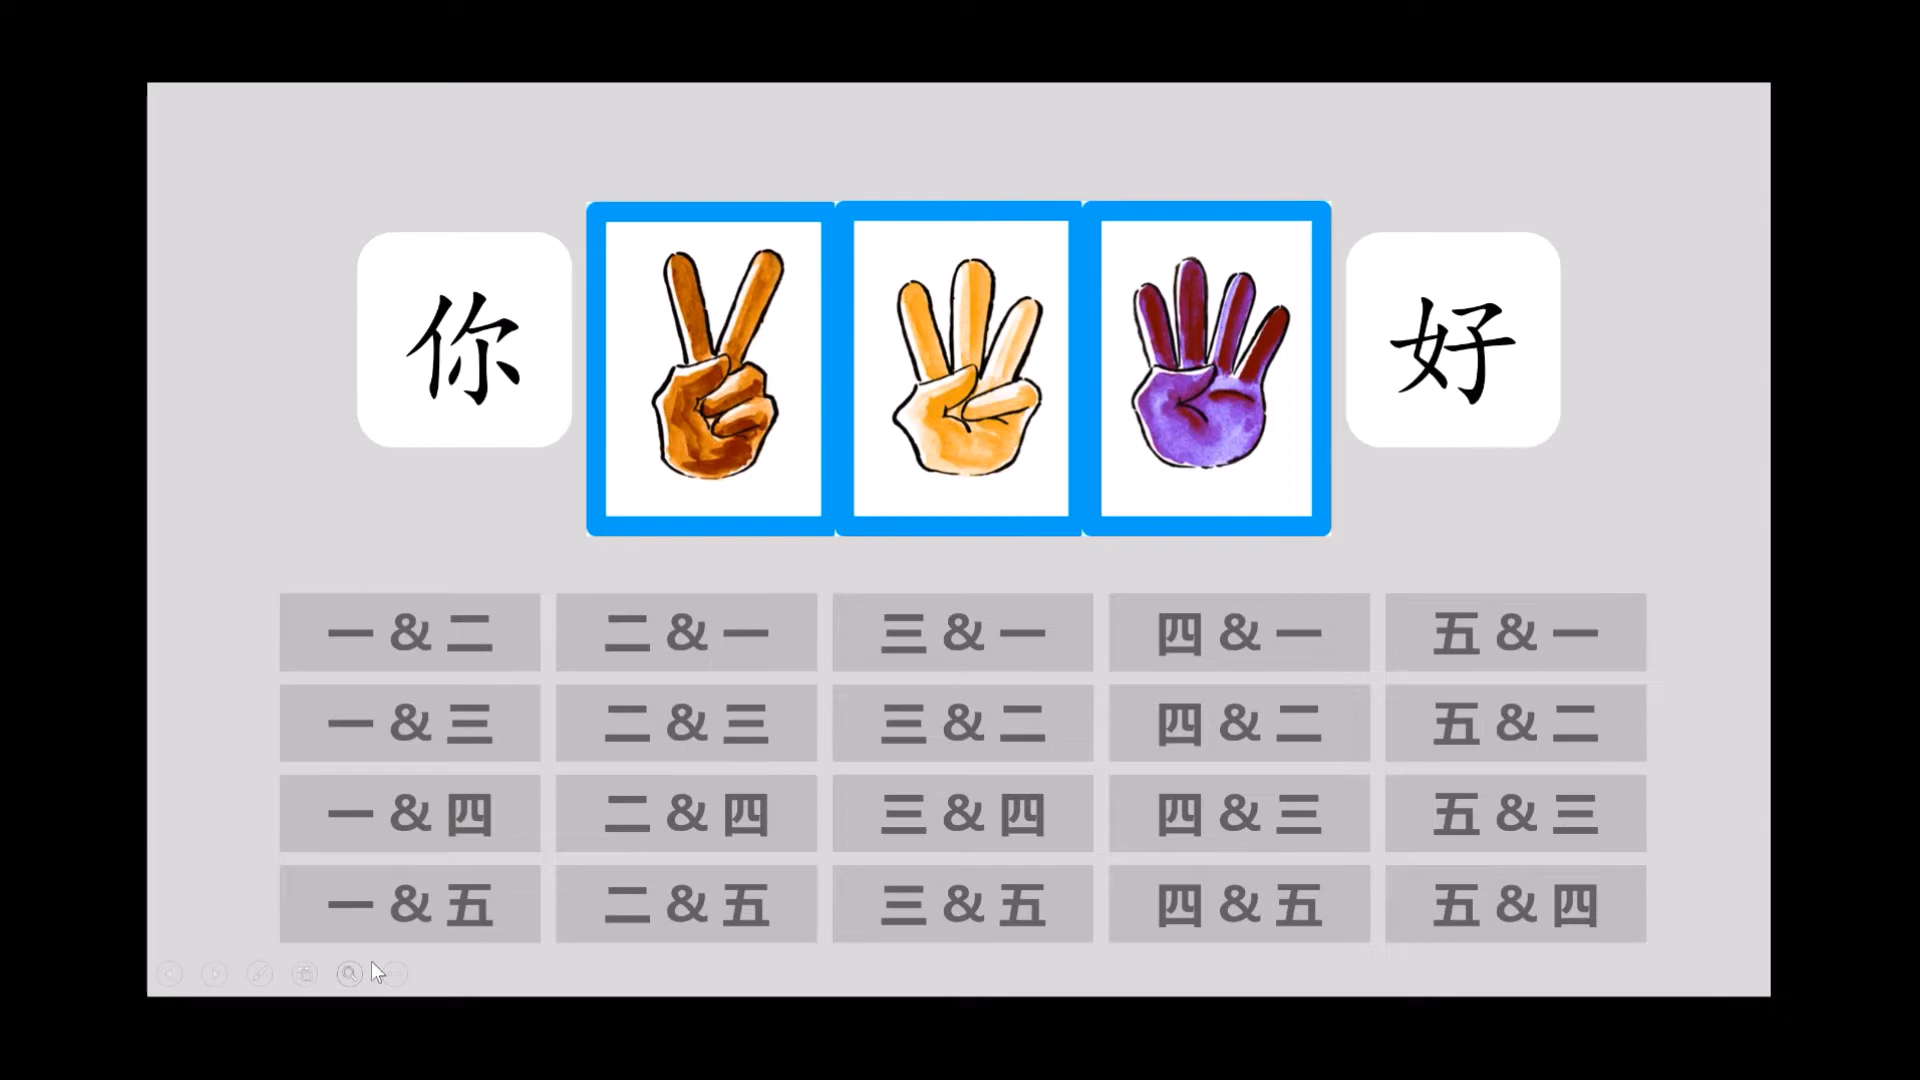 你 好
一 & 二 二 & 一 三 & 一 四 & 一 五 & 一
一 & 三 二 & 三 三 & 二 四 & 二 五 & 二
一 & 四 二 & 四 三 & 四 四 & 三 五 & 三
一 & 五 二 & 五 三 & 五 四 & 五 五 & 四